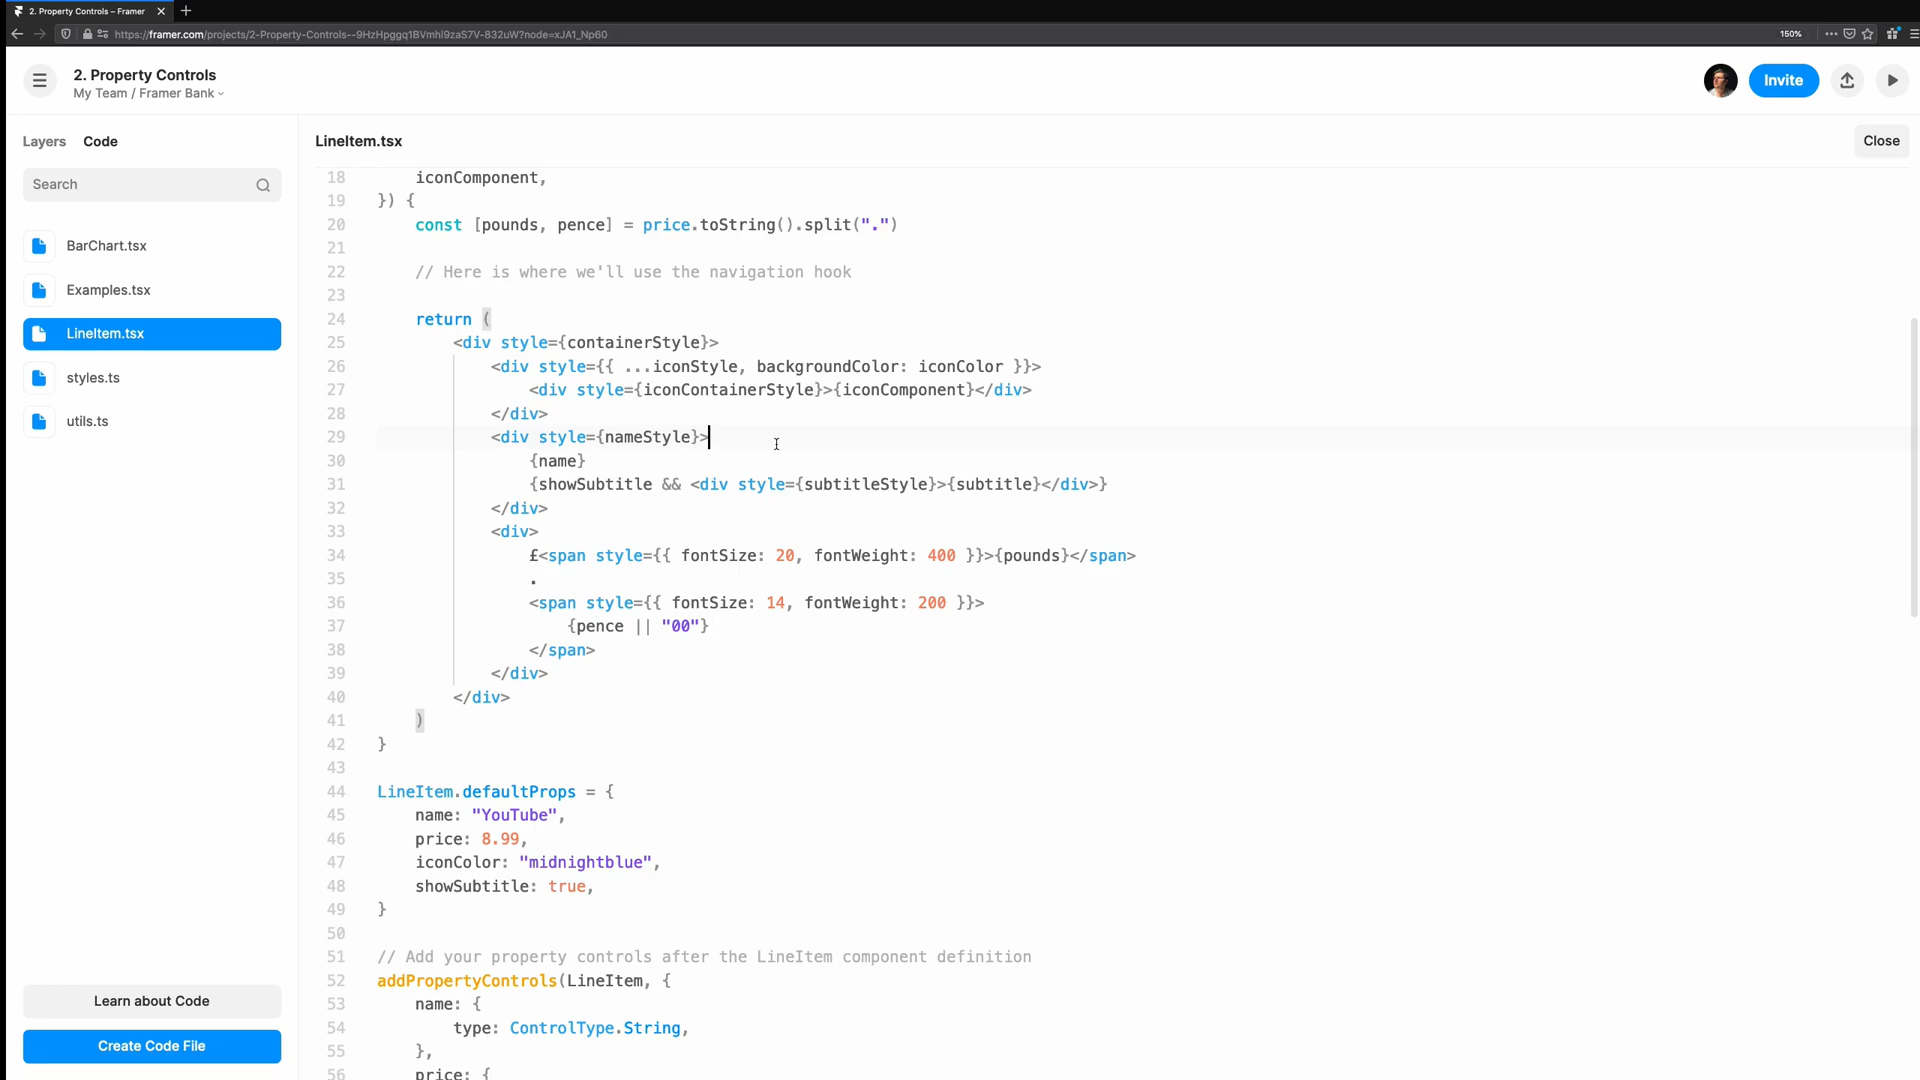 2. Property Controls – Framer
https://framer.com/projects/2-Property-Controls--9HzHpggq1BVmhl9zaS7V-832uW?node=xJA1_Np60
150%
2. Property Controls
My Team / Framer Bank
Invite
Layers Code
LineItem.tsx
Close
Search
BarChart.tsx
Examples.tsx
LineItem.tsx
styles.ts
utils.ts
Learn about Code
Create Code File
18 iconComponent,
19 }) {
20 const [pounds, pence] = price.toString().split(".")
21
22 // Here is where we'll use the navigation hook
23
24 return (
25 <div style={containerStyle}>
26 <div style={{ ...iconStyle, backgroundColor: iconColor }}>
27 <div style={iconContainerStyle}>{iconComponent}</div>
28 </div>
29 <div style={nameStyle}>
30 {name}
31 {showSubtitle && <div style={subtitleStyle}>{subtitle}</div>}
32 </div>
33 <div>
34 £<span style={{ fontSize: 20, fontWeight: 400 }}>{pounds}</span>
35 .
36 <span style={{ fontSize: 14, fontWeight: 200 }}>
37 {pence || "00"}
38 </span>
39 </div>
40 </div>
41 )
42 }
43
44 LineItem.defaultProps = {
45 name: "YouTube",
46 price: 8.99,
47 iconColor: "midnightblue",
48 showSubtitle: true,
49 }
50
51 // Add your property controls after the LineItem component definition
52 addPropertyControls(LineItem, {
53 name: {
54 type: ControlType.String,
55 },
56 price: {